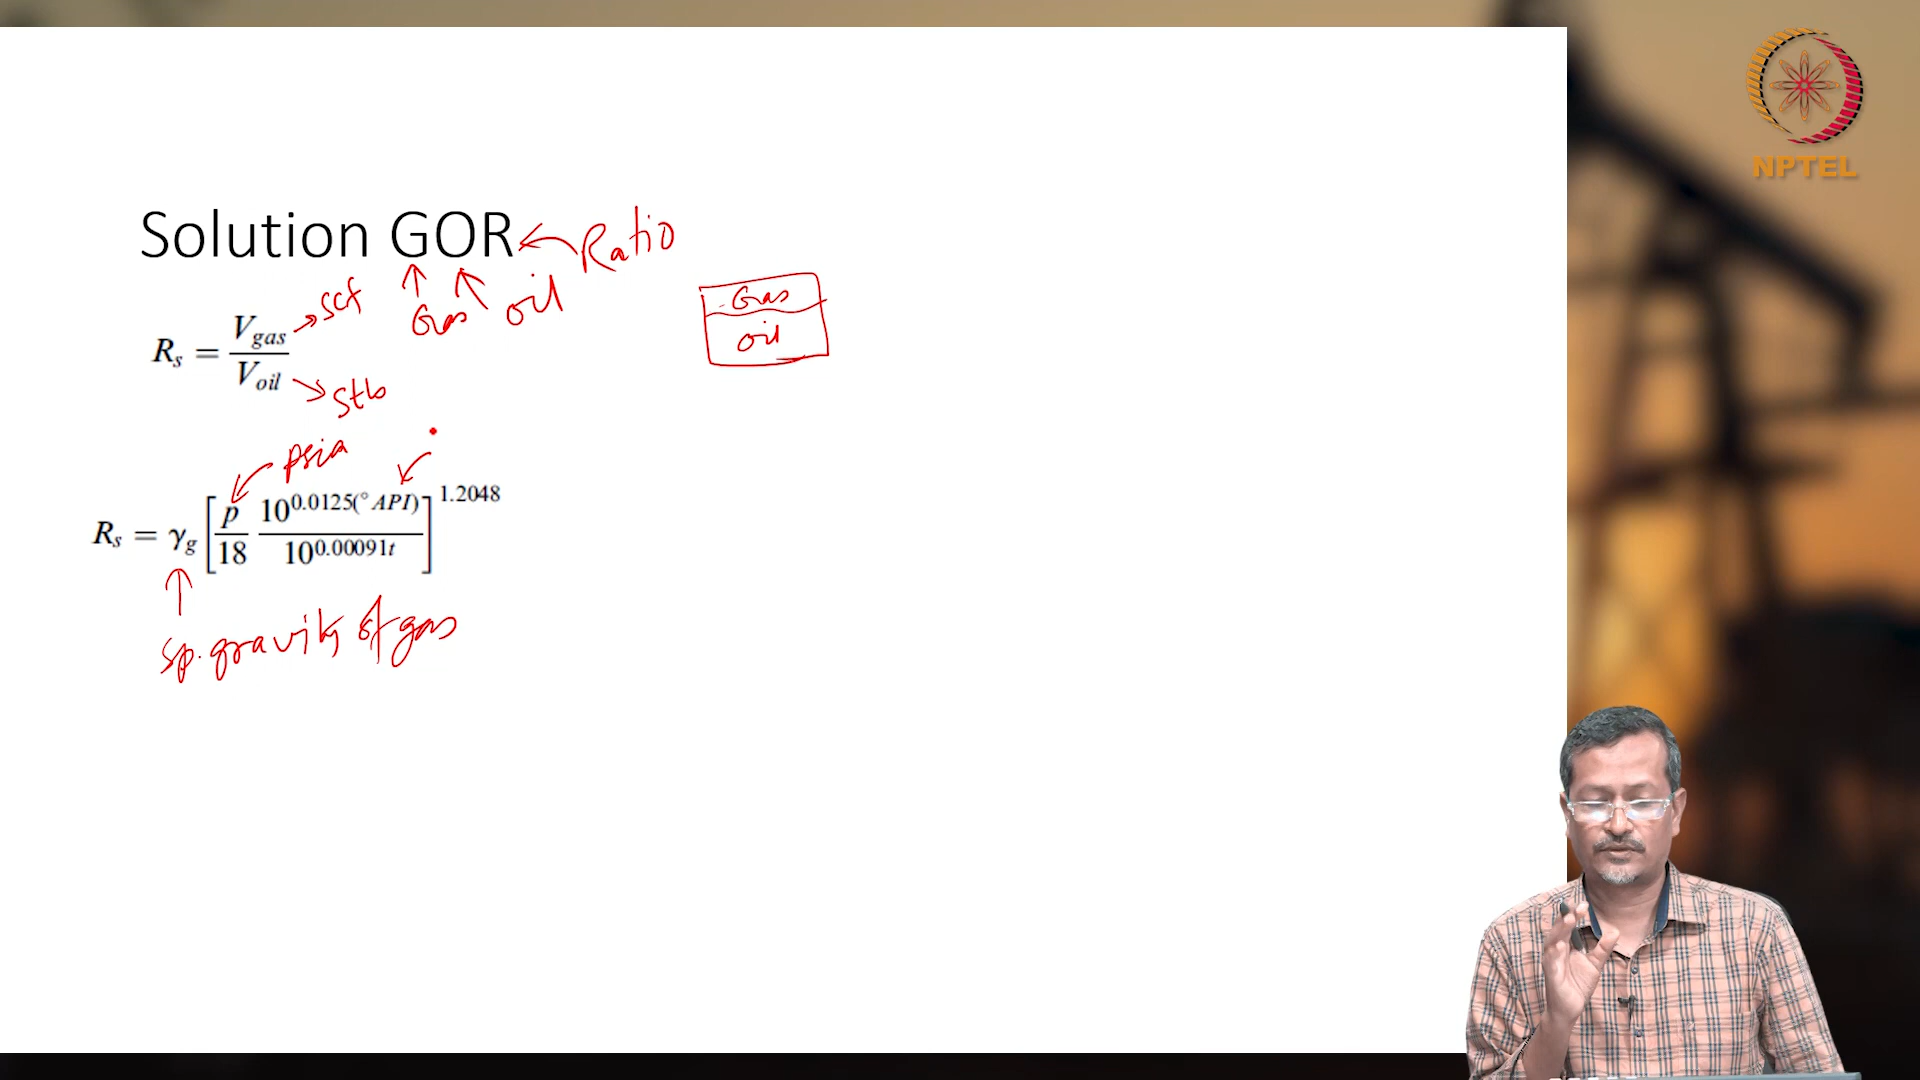 NPTEL
Solution GOR
Ratio
Gas
oil
R_s = V_gas / V_oil
scf
stb
Gas
oil
psia
R_s = γ_g [ p/18 10^{0.0125(°API)} / 10^{0.00091t} ]^{1.2048}
sp. gravity of gas